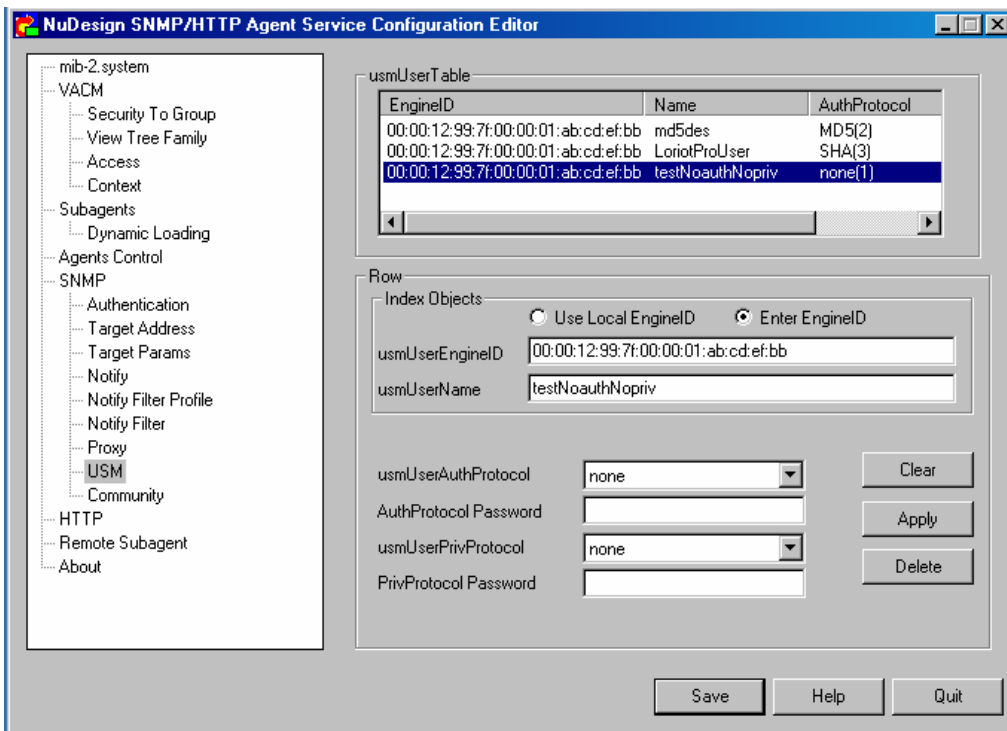 NuDesign SNMP/HTTP Agent Service Configuration Editor
mib-2.system
VACM
Security To Group
View Tree Family
Access
Context
Subagents
Dynamic Loading
Agents Control
SNMP
Authentication
Target Address
Target Params
Notify
Notify Filter Profile
Notify Filter
Proxy
USM
Community
HTTP
Remote Subagent
About
usmUserTable
EngineID Name AuthProtocol
00:00:12:99:7f:00:00:01:ab:cd:ef:bb md5des MD5(2)
00:00:12:99:7f:00:00:01:ab:cd:ef:bb LoriotProUser SHA(3)
00:00:12:99:7f:00:00:01:ab:cd:ef:bb testNoauthNopriv none(1)
Row
Index Objects
Use Local EngineID Enter EngineID
usmUserEngineID 00:00:12:99:7f:00:00:01:ab:cd:ef:bb
usmUserName testNoauthNopriv
usmUserAuthProtocol none Clear
AuthProtocol Password Apply
usmUserPrivProtocol none
PrivProtocol Password Delete
Save Help Quit